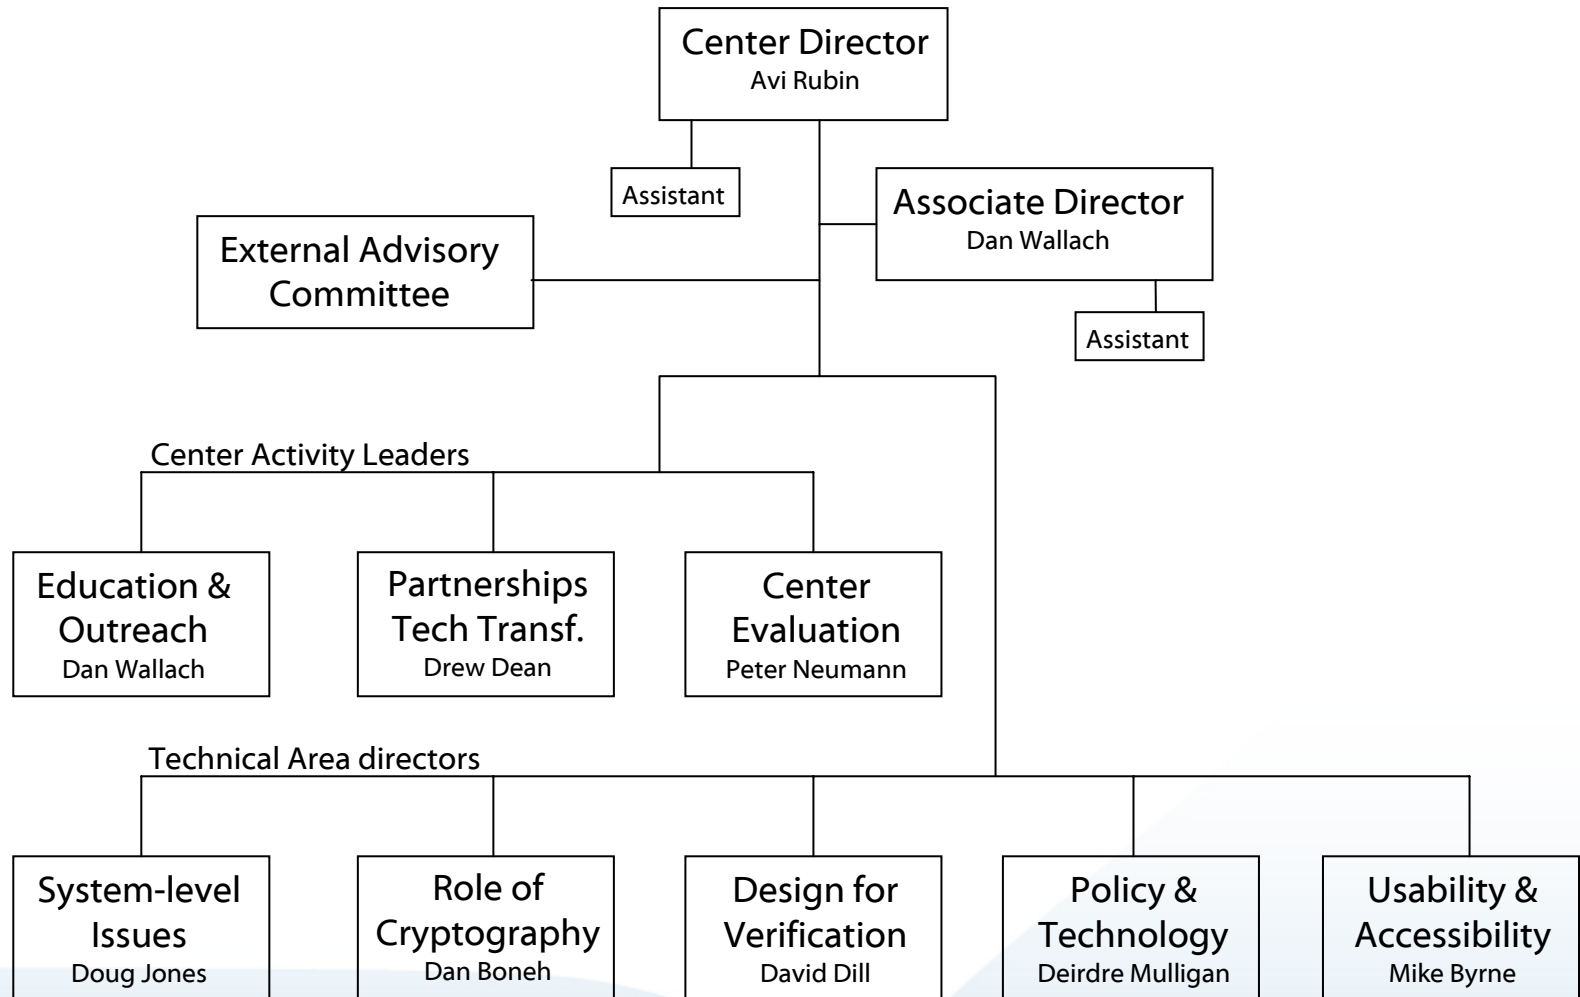 Center Director
Avi Rubin
Assistant
Associate Director
Dan Wallach
External Advisory
Committee
Assistant
Center Activity Leaders
Education &
Outreach
Dan Wallach
Partnerships
Tech Transf.
Drew Dean
Center
Evaluation
Peter Neumann
Technical Area directors
System-level
Issues
Doug Jones
Role of
Cryptography
Dan Boneh
Design for
Verification
David Dill
Policy &
Technology
Deirdre Mulligan
Usability &
Accessibility
Mike Byrne